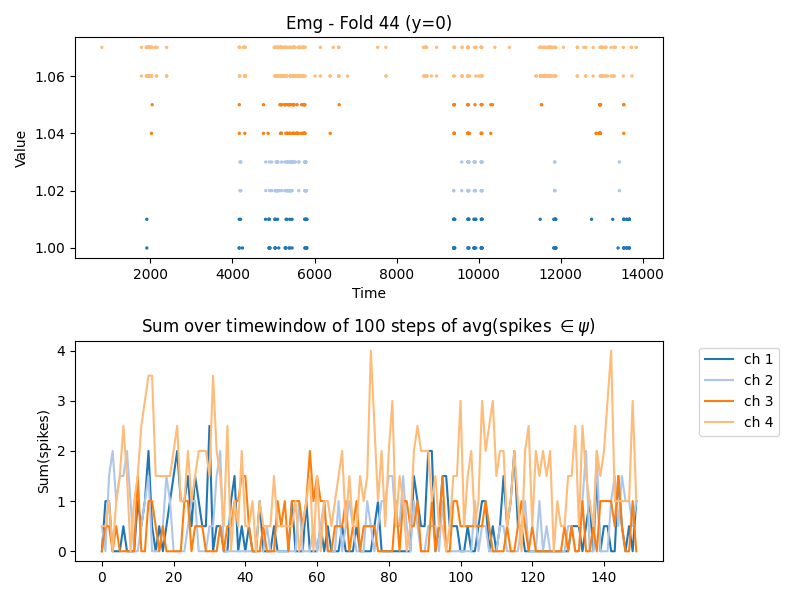 Emg - Fold 44 (y=0)
Value
1.06
1.04
1.02
1.00
2000 4000 6000 8000 10000 12000 14000
Time
Sum over timewindow of 100 steps of avg(spikes ∈ ψ)
Sum(spikes)
4
3
2
1
0
0 20 40 60 80 100 120 140
ch 1
ch 2
ch 3
ch 4